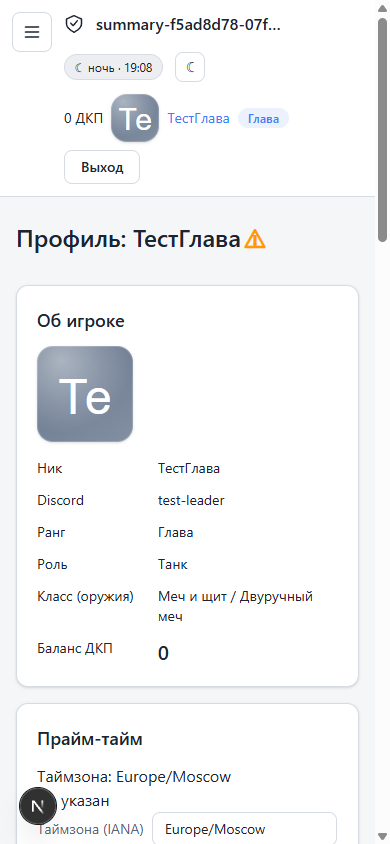 summary-f5ad8d78-07f...
☾ ночь · 19:08
☾
0 ДКП
Te
ТестГлава
Глава
Выход
Профиль: ТестГлава⚠
Об игроке
Te
Ник ТестГлава
Discord test-leader
Ранг Глава
Роль Танк
Класс (оружия) Меч и щит / Двуручный
меч
Баланс ДКП 0
Прайм-тайм
Таймзона: Europe/Moscow
указан
Таймзона (IANA) Europe/Moscow
N